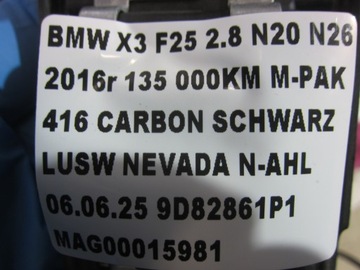 BMW X3 F25 2.8 N20 N26
2016r 135 000KM M-PAK
416 CARBON SCHWARZ
LUSW NEVADA N-AHL
06.06.25 9D82861P1
MAG00015981